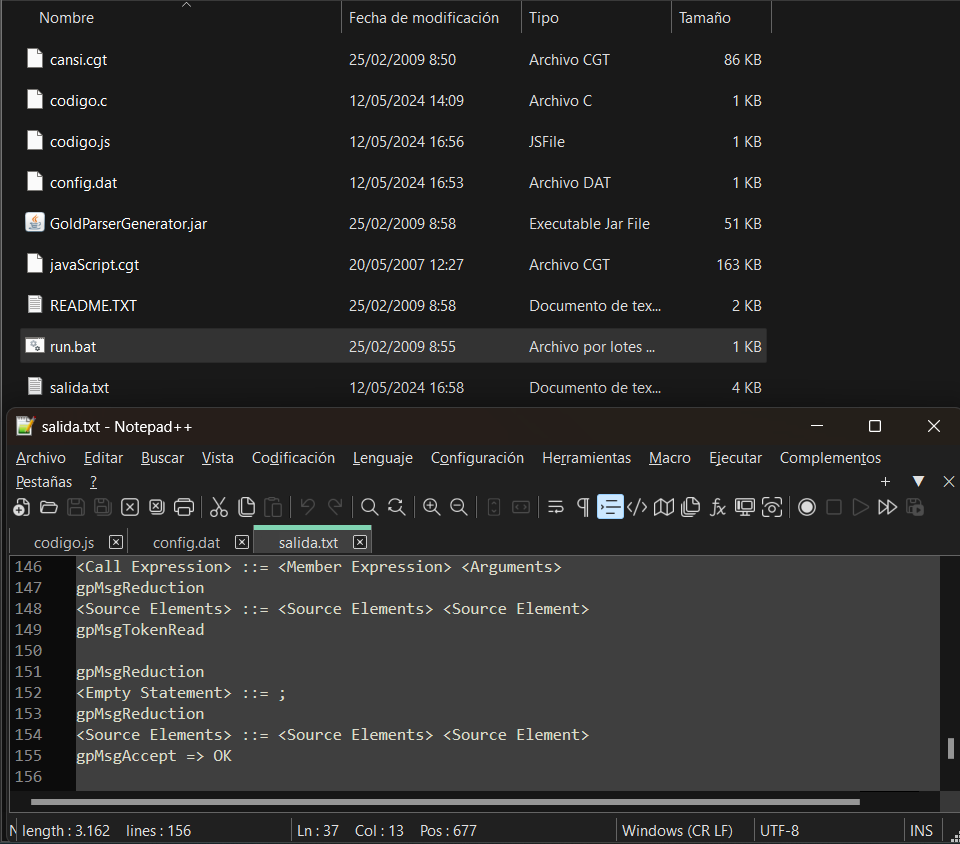 Nombre Fecha de modificación Tipo Tamaño
cansi.cgt 25/02/2009 8:50 Archivo CGT 86 KB
codigo.c 12/05/2024 14:09 Archivo C 1 KB
codigo.js 12/05/2024 16:56 JSFile 1 KB
config.dat 12/05/2024 16:53 Archivo DAT 1 KB
GoldParserGenerator.jar 25/02/2009 8:58 Executable Jar File 51 KB
javaScript.cgt 20/05/2007 12:27 Archivo CGT 163 KB
README.TXT 25/02/2009 8:58 Documento de tex... 2 KB
run.bat 25/02/2009 8:55 Archivo por lotes ... 1 KB
salida.txt 12/05/2024 16:58 Documento de tex... 4 KB
salida.txt - Notepad++
Archivo Editar Buscar Vista Codificación Lenguaje Configuración Herramientas Macro Ejecutar Complementos
Pestañas ?
codigo.js config.dat salida.txt
146 <Call Expression> ::= <Member Expression> <Arguments>
147 gpMsgReduction
148 <Source Elements> ::= <Source Elements> <Source Element>
149 gpMsgTokenRead
150
151 gpMsgReduction
152 <Empty Statement> ::= ;
153 gpMsgReduction
154 <Source Elements> ::= <Source Elements> <Source Element>
155 gpMsgAccept => OK
156
N length : 3.162 lines : 156 Ln : 37 Col : 13 Pos : 677 Windows (CR LF) UTF-8 INS